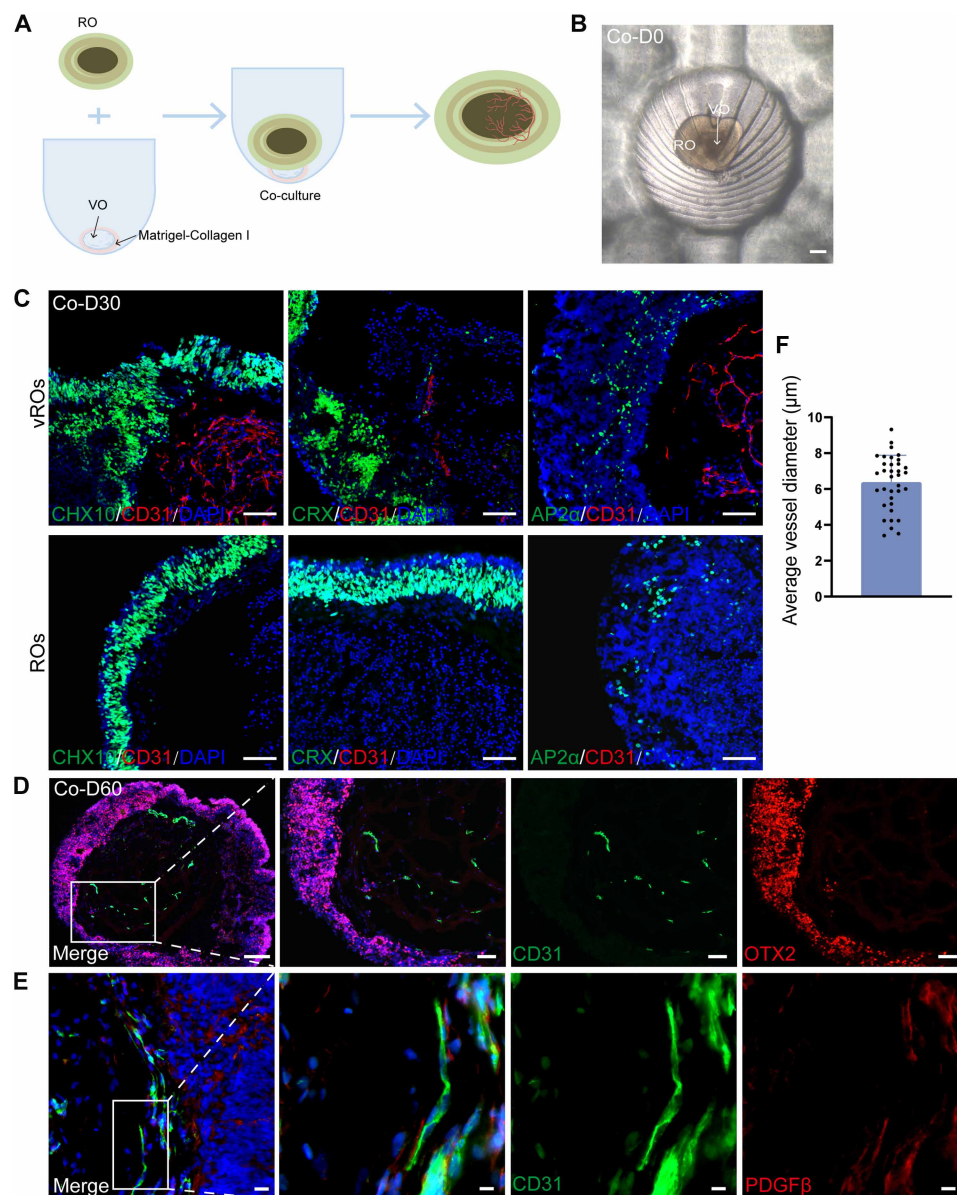 A
RO
VO
Matrigel-Collagen I
Co-culture
B
Co-D0
VO
RO
C
Co-D30
vROs
CHX10/CD31/DAPI
CRX/CD31/DAPI
AP2α/CD31/DAPI
ROs
CHX10/CD31/DAPI
CRX/CD31/DAPI
AP2α/CD31/DAPI
F
Average vessel diameter (μm)
10
8
6
4
2
0
D
Co-D60
Merge
CD31
OTX2
E
Merge
CD31
PDGFβ